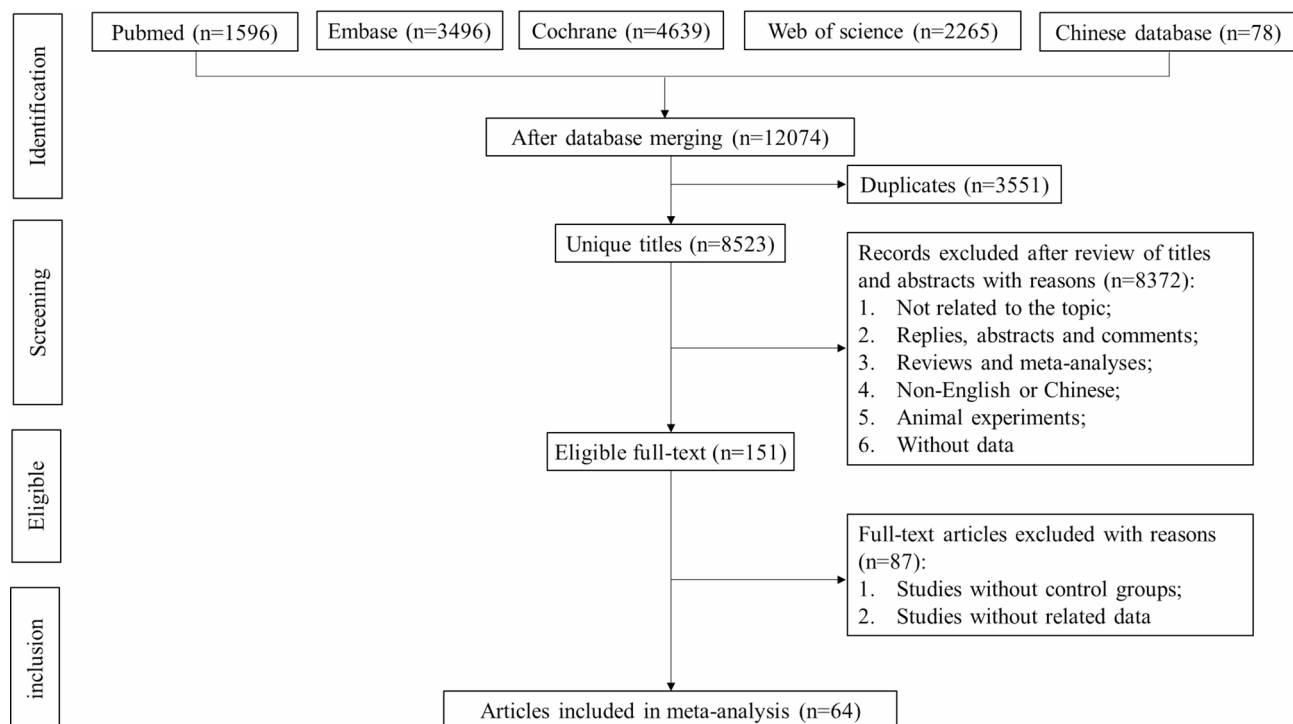 Identification
Pubmed (n=1596)
Embase (n=3496)
Cochrane (n=4639)
Web of science (n=2265)
Chinese database (n=78)
After database merging (n=12074)
Duplicates (n=3551)
Screening
Unique titles (n=8523)
Records excluded after review of titles
and abstracts with reasons (n=8372):
1. Not related to the topic;
2. Replies, abstracts and comments;
3. Reviews and meta-analyses;
4. Non-English or Chinese;
5. Animal experiments;
6. Without data
Eligible
Eligible full-text (n=151)
Full-text articles excluded with reasons
(n=87):
1. Studies without control groups;
2. Studies without related data
inclusion
Articles included in meta-analysis (n=64)